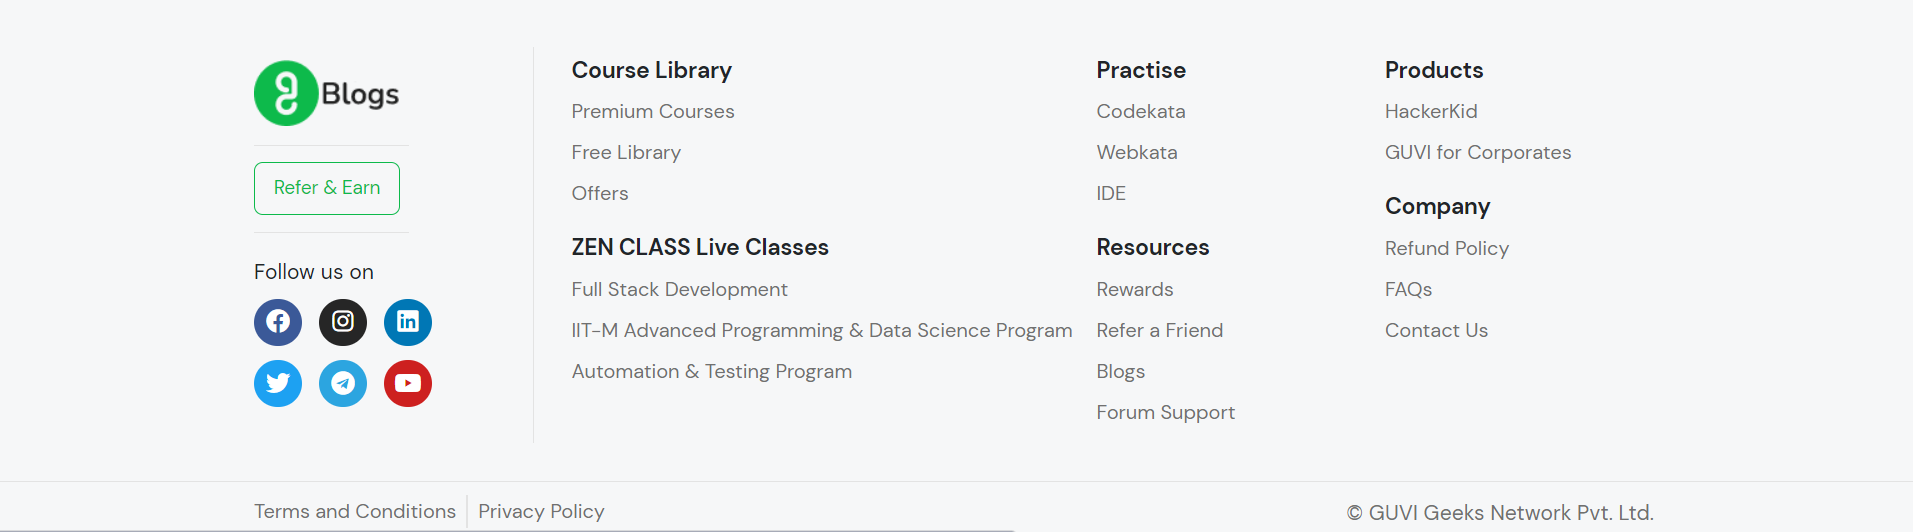 Blogs
Refer & Earn
Follow us on
Course Library
Premium Courses
Free Library
Offers
ZEN CLASS Live Classes
Full Stack Development
IIT-M Advanced Programming & Data Science Program
Automation & Testing Program
Practise
Codekata
Webkata
IDE
Resources
Rewards
Refer a Friend
Blogs
Forum Support
Products
HackerKid
GUVI for Corporates
Company
Refund Policy
FAQs
Contact Us
Terms and Conditions
Privacy Policy
© GUVI Geeks Network Pvt. Ltd.